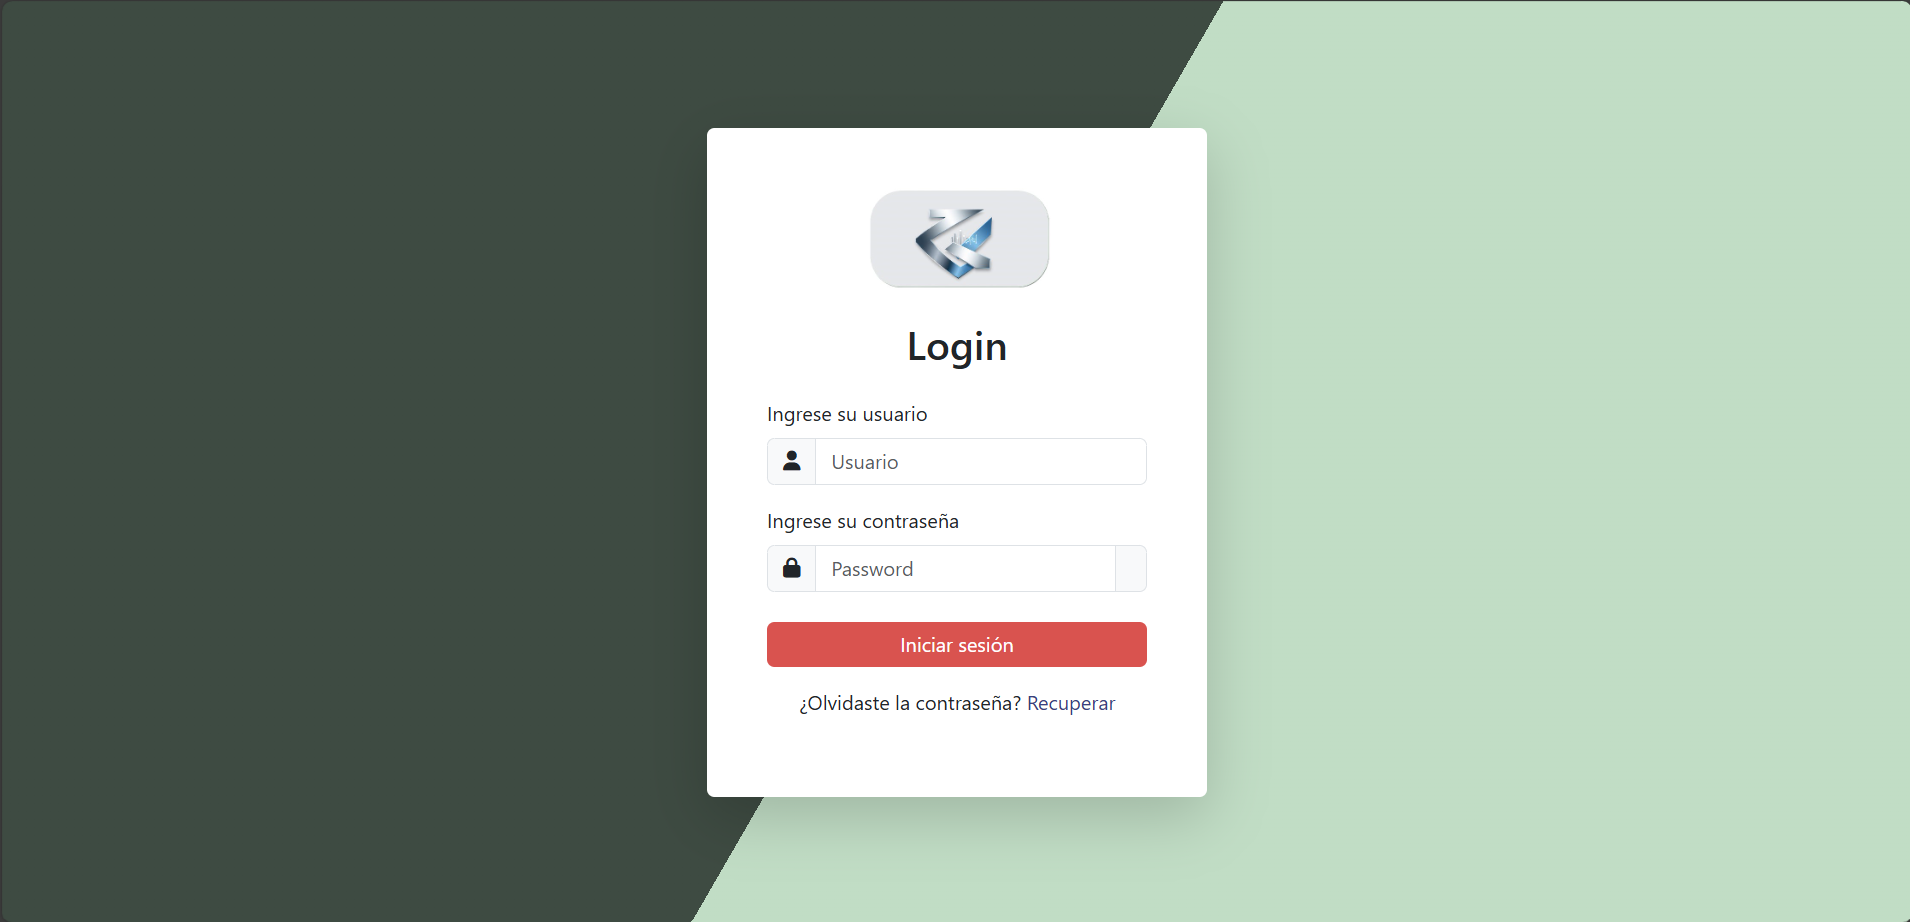 Login
Ingrese su usuario
Usuario
Ingrese su contraseña
Password
Iniciar sesión
¿Olvidaste la contraseña? Recuperar